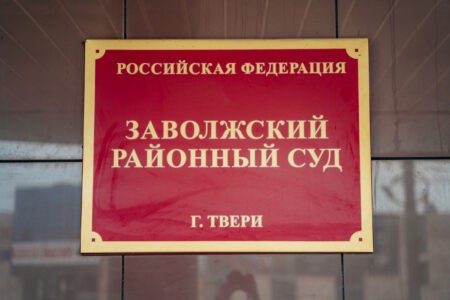 РОССИЙСКАЯ ФЕДЕРАЦИЯ
ЗАВОЛЖСКИЙ
РАЙОННЫЙ СУД
Г. ТВЕРИ